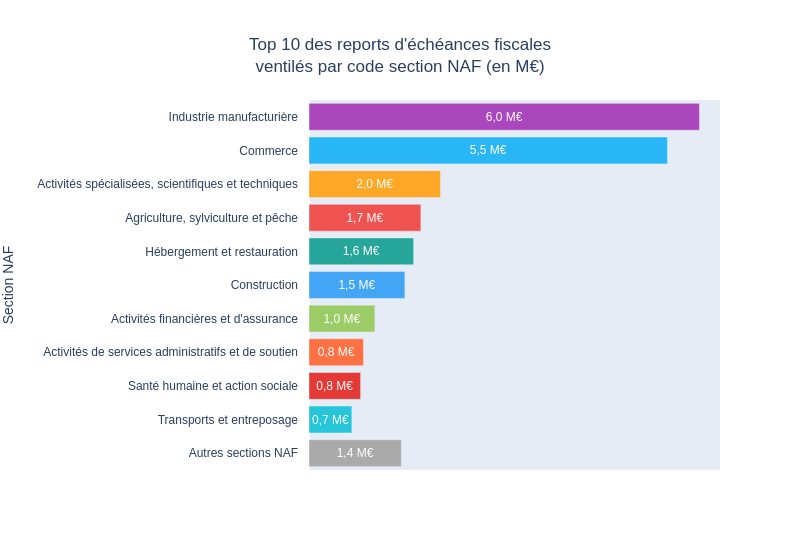 Top 10 des reports d'échéances fiscales
ventilés par code section NAF (en M€)
Section NAF
Industrie manufacturière 6,0 M€
Commerce 5,5 M€
Activités spécialisées, scientifiques et techniques 2,0 M€
Agriculture, sylviculture et pêche 1,7 M€
Hébergement et restauration 1,6 M€
Construction 1,5 M€
Activités financières et d'assurance 1,0 M€
Activités de services administratifs et de soutien 0,8 M€
Santé humaine et action sociale 0,8 M€
Transports et entreposage 0,7 M€
Autres sections NAF 1,4 M€